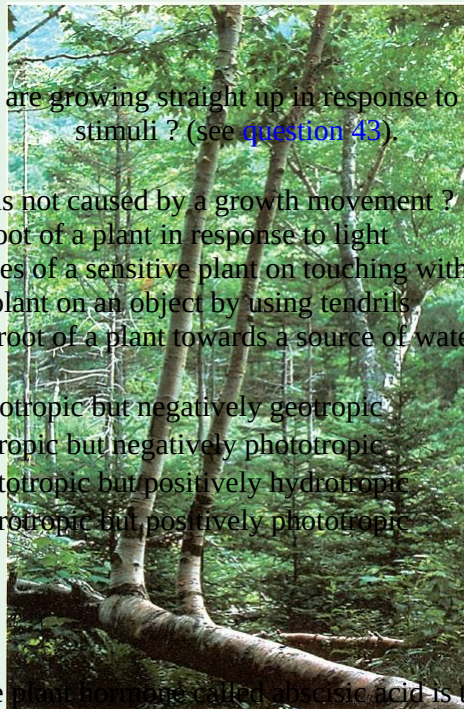 are growing straight up in response to
stimuli ? (see question 43).
is not caused by a growth movement ?
oot of a plant in response to light
es of a sensitive plant on touching with
plant on an object by using tendrils
root of a plant towards a source of wate
ototropic but negatively geotropic
ropic but negatively phototropic
totropic but positively hydrotropic
rotropic but positively phototropic
e plant hormone called abscisic acid is t